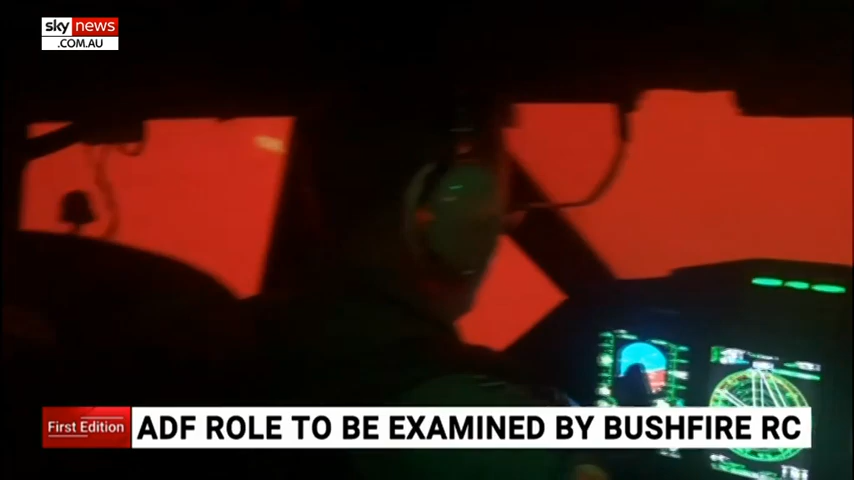 sky news
.COM.AU
First Edition
ADF ROLE TO BE EXAMINED BY BUSHFIRE RC